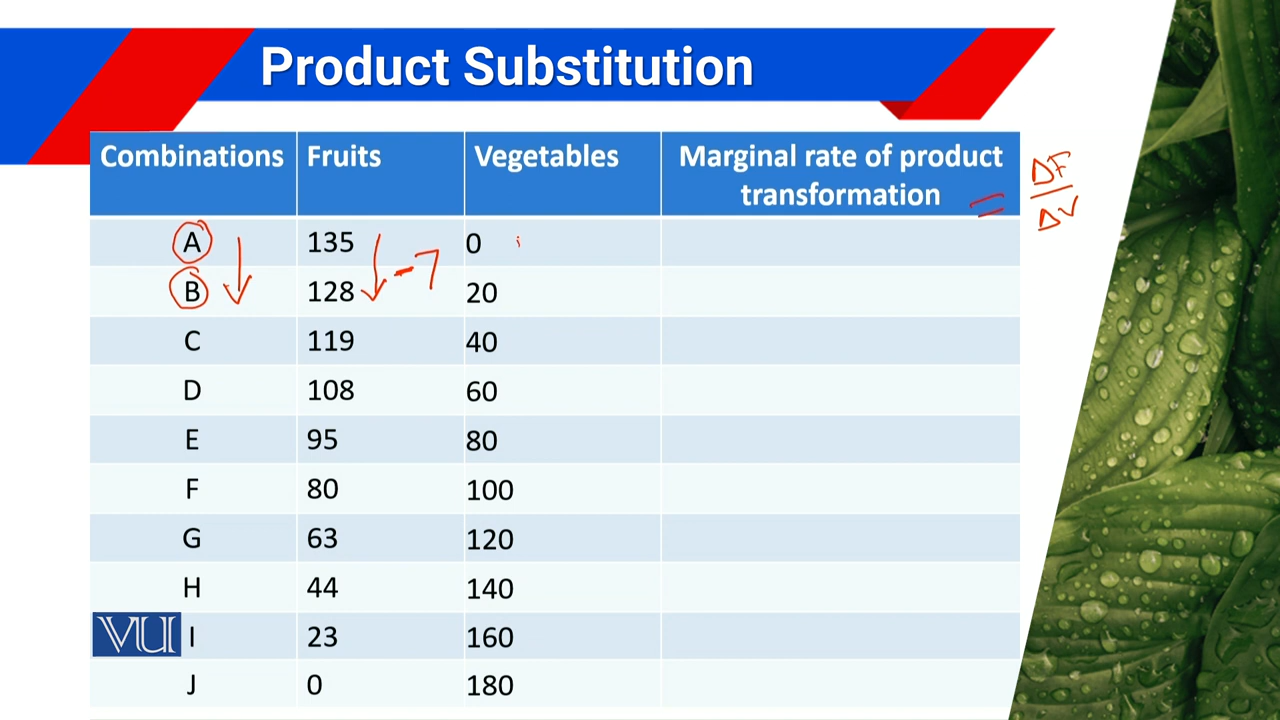 Product Substitution
Combinations Fruits Vegetables Marginal rate of product transformation = ΔF/ΔV
A 135 0
B 128 -7 20
C 119 40
D 108 60
E 95 80
F 80 100
G 63 120
H 44 140
VU I 23 160
J 0 180